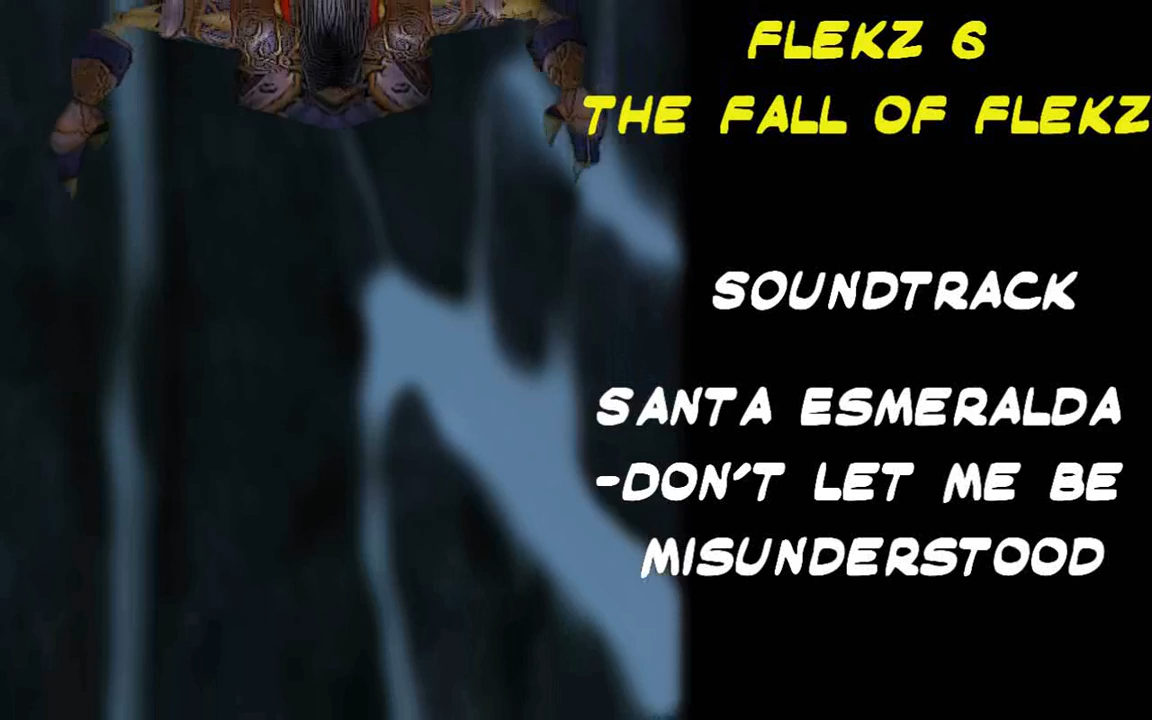 FLEKZ 6
THE FALL OF FLEKZ
SOUNDTRACK
SANTA ESMERALDA
-DON'T LET ME BE
MISUNDERSTOOD